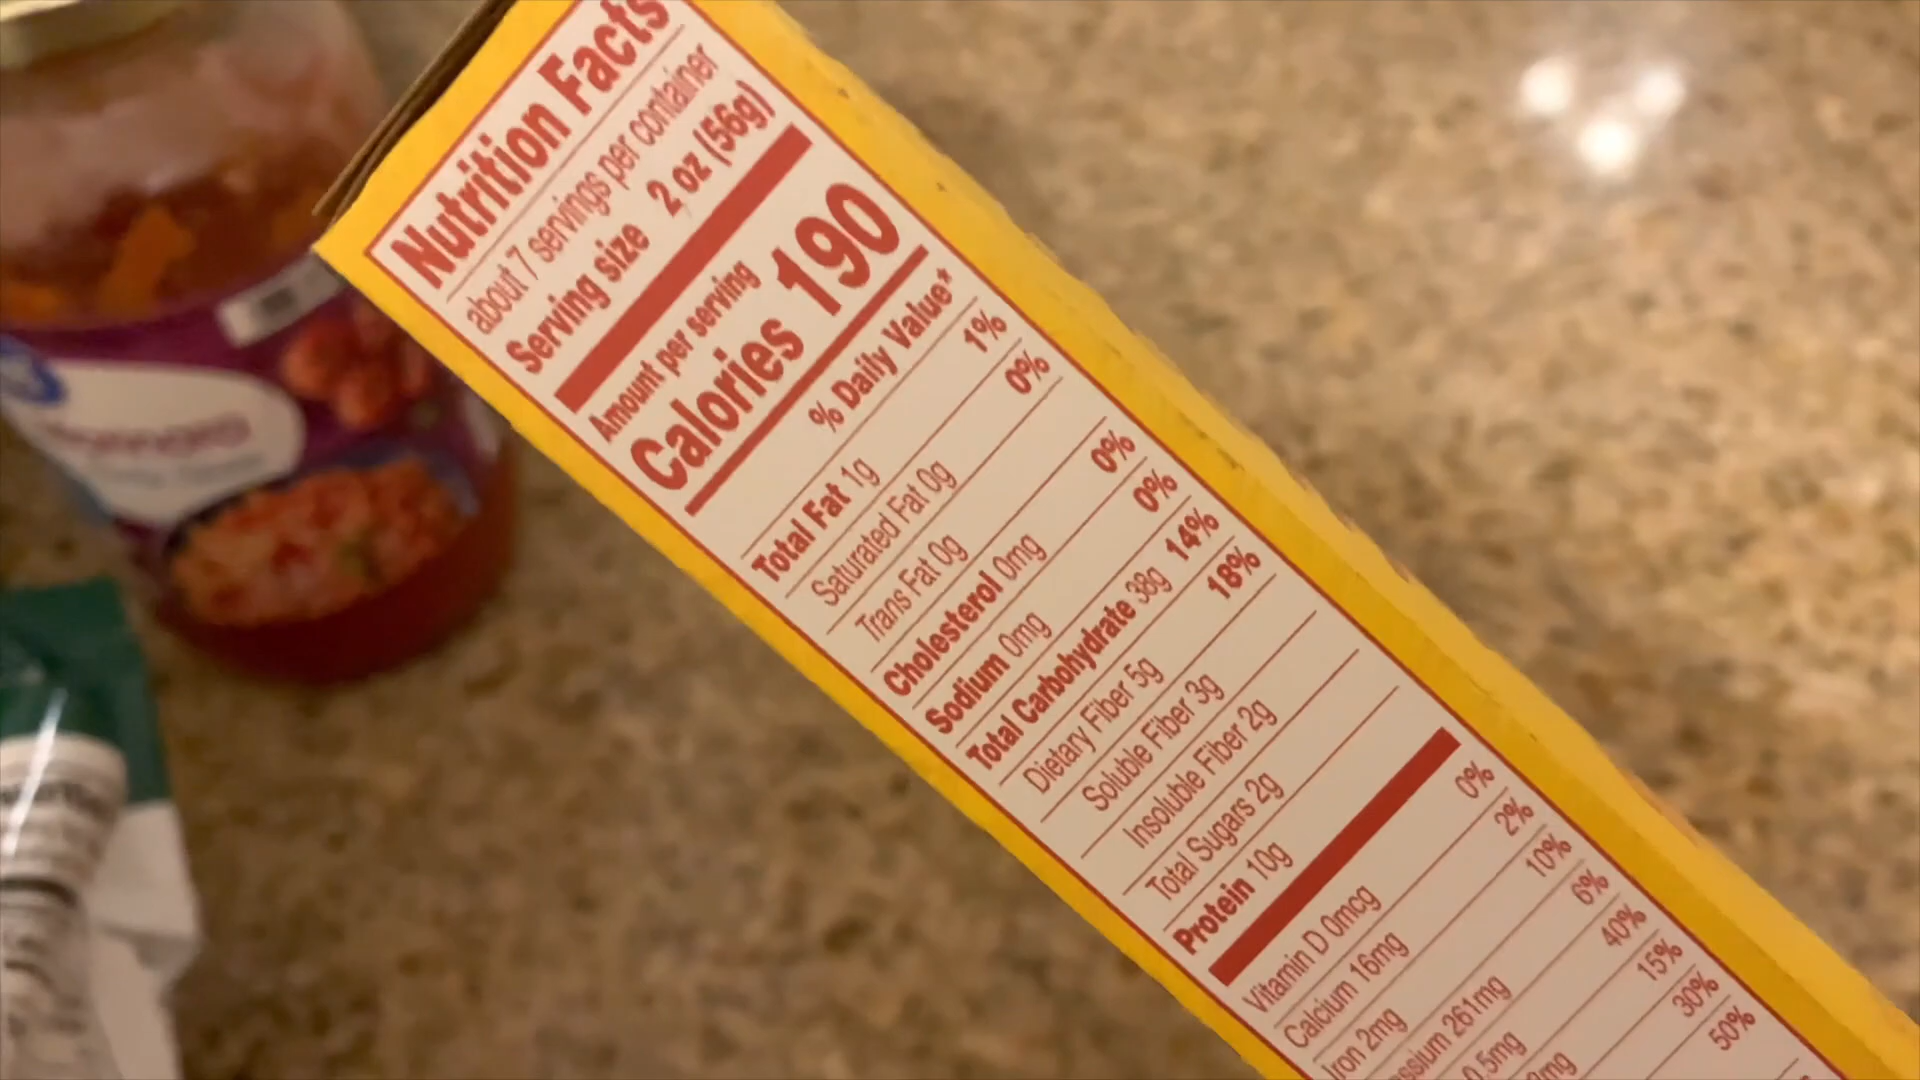 Nutrition Facts
about 7 servings per container
Serving size 2 oz (56g)
Amount per serving
Calories 190
% Daily Value*
Total Fat 1g 1%
Saturated Fat 0g 0%
Trans Fat 0g
Cholesterol 0mg 0%
Sodium 0mg 0%
Total Carbohydrate 38g 14%
Dietary Fiber 5g 18%
Soluble Fiber 3g
Insoluble Fiber 2g
Total Sugars 2g
Protein 10g
Vitamin D 0mcg 0%
Calcium 16mg 2%
Iron 2mg 10%
261mg 6%
0.5mg 40%
15%
30%
50%